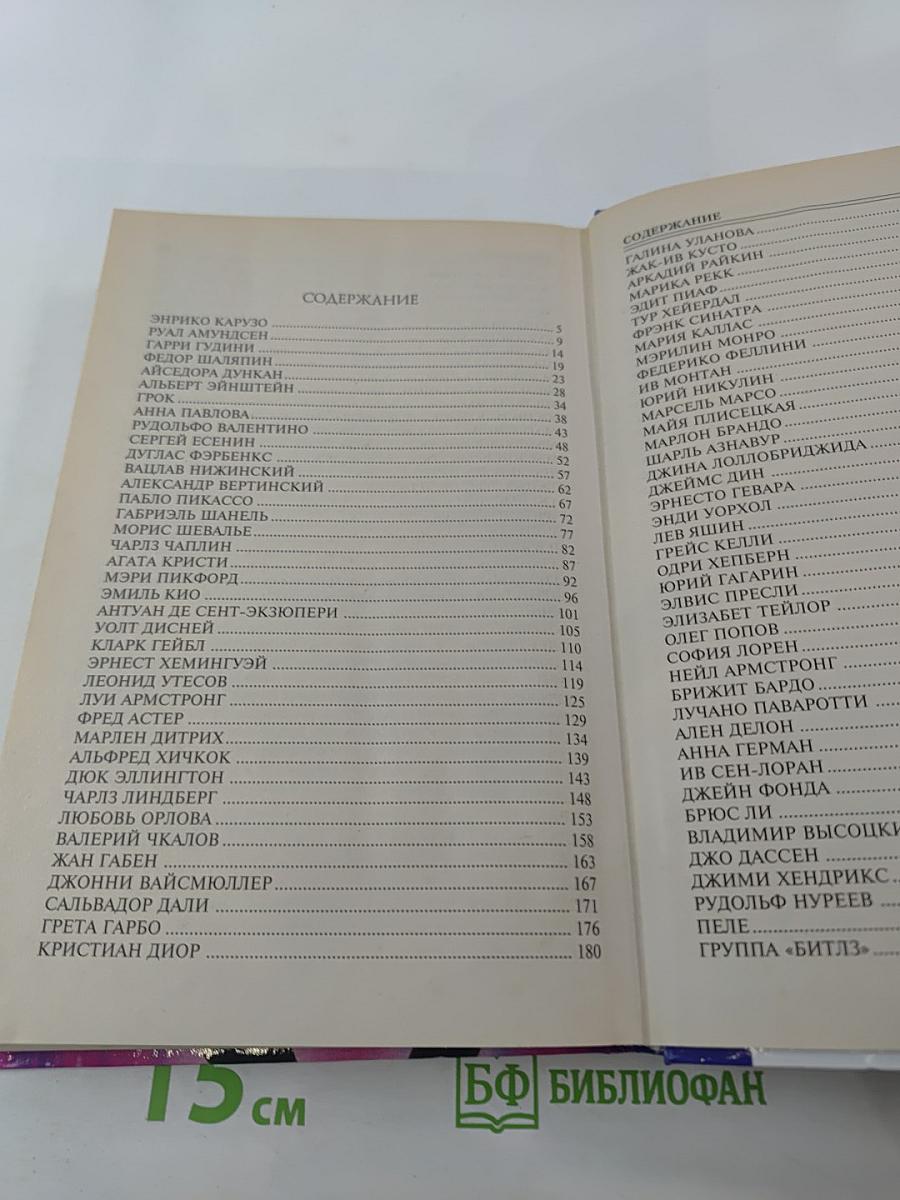 СОДЕРЖАНИЕ
ЭНРИКО КАРУЗО ..... 5
РУАЛ АМУНДСЕН ..... 9
ГАРРИ ГУДИНИ ..... 14
ФЕДОР ШАЛЯПИН ..... 19
АЙСЕДОРА ДУНКАН ..... 23
АЛЬБЕРТ ЭЙНШТЕЙН ..... 28
ГРОК ..... 34
АННА ПАВЛОВА ..... 38
РУДОЛЬФО ВАЛЕНТИНО ..... 43
СЕРГЕЙ ЕСЕНИН ..... 48
ДУГЛАС ФЭРБЕНКС ..... 52
ВАЦЛАВ НИЖИНСКИЙ ..... 57
АЛЕКСАНДР ВЕРТИНСКИЙ ..... 62
ПАБЛО ПИКАССО ..... 67
ГАБРИЭЛЬ ШАНЕЛЬ ..... 72
МОРИС ШЕВАЛЬЕ ..... 77
ЧАРЛЗ ЧАПЛИН ..... 82
АГАТА КРИСТИ ..... 87
МЭРИ ПИКФОРД ..... 92
ЭМИЛЬ КИО ..... 96
АНТУАН ДЕ СЕНТ-ЭКЗЮПЕРИ ..... 101
УОЛТ ДИСНЕЙ ..... 105
КЛАРК ГЕЙБЛ ..... 110
ЭРНЕСТ ХЕМИНГУЭЙ ..... 114
ЛЕОНИД УТЕСОВ ..... 119
ЛУИ АРМСТРОНГ ..... 125
ФРЕД АСТЕР ..... 129
МАРЛЕН ДИТРИХ ..... 134
АЛЬФРЕД ХИЧКОК ..... 139
ДЮК ЭЛЛИНГТОН ..... 143
ЧАРЛЗ ЛИНДБЕРГ ..... 148
ЛЮБОВЬ ОРЛОВА ..... 153
ВАЛЕРИЙ ЧКАЛОВ ..... 158
ЖАН ГАБЕН ..... 163
ДЖОННИ ВАЙСМЮЛЛЕР ..... 167
САЛЬВАДОР ДАЛИ ..... 171
ГРЕТА ГАРБО ..... 176
КРИСТИАН ДИОР ..... 180
СОДЕРЖАНИЕ
ГАЛИНА УЛАНОВА
ЖАК-ИВ КУСТО
АРКАДИЙ РАЙКИН
МАРИКА РЕКК
ЭДИТ ПИАФ
ТУР ХЕЙЕРДАЛ
ФРЭНК СИНАТРА
МАРИЯ КАЛЛАС
МЭРИЛИН МОНРО
ФЕДЕРИКО ФЕЛЛИНИ
ИВ МОНТАН
ЮРИЙ НИКУЛИН
МАРСЕЛЬ МАРСО
МАЙЯ ПЛИСЕЦКАЯ
МАРЛОН БРАНДО
ШАРЛЬ АЗНАВУР
ДЖИНА ЛОЛЛОБРИДЖИДА
ДЖЕЙМС ДИН
ЭРНЕСТО ГЕВАРА
ЭНДИ УОРХОЛ
ЛЕВ ЯШИН
ГРЕЙС КЕЛЛИ
ОДРИ ХЕПБЕРН
ЮРИЙ ГАГАРИН
ЭЛВИС ПРЕСЛИ
ЭЛИЗАБЕТ ТЕЙЛОР
ОЛЕГ ПОПОВ
СОФИЯ ЛОРЕН
НЕЙЛ АРМСТРОНГ
БРИЖИТ БАРДО
ЛУЧАНО ПАВАРОТТИ
АЛЕН ДЕЛОН
АННА ГЕРМАН
ИВ СЕН-ЛОРАН
ДЖЕЙН ФОНДА
БРЮС ЛИ
ВЛАДИМИР ВЫСОЦКИ
ДЖО ДАССЕН
ДЖИМИ ХЕНДРИКС
РУДОЛЬФ НУРЕЕВ
ПЕЛЕ
ГРУППА «БИТЛЗ»
15 см
БФ БИБЛИОФАН